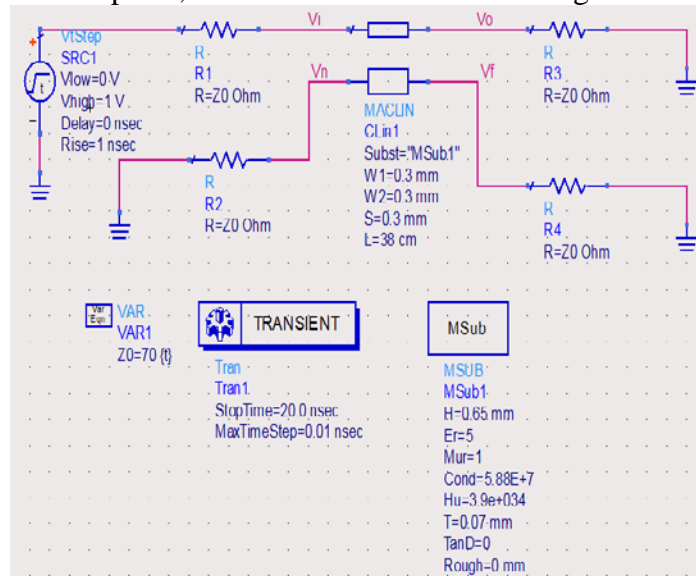 VtStep
SRC1
Vlow=0 V
Vhigh=1 V
Delay=0 nsec
Rise=1 nsec
t
R
R1
R=Z0 Ohm
Vi
Vo
R
R3
R=Z0 Ohm
Vn
Vf
MACLIN
CLin1
Subst="MSub1"
W1=0.3 mm
W2=0.3 mm
S=0.3 mm
L=38 cm
R
R2
R=Z0 Ohm
R
R4
R=Z0 Ohm
Var
Eqn
VAR
VAR1
Z0=70 {t}
TRANSIENT
Tran
Tran1
StopTime=20.0 nsec
MaxTimeStep=0.01 nsec
MSub
MSUB
MSub1
H=0.65 mm
Er=5
Mur=1
Cond=5.88E+7
Hu=3.9e+034
T=0.07 mm
TanD=0
Rough=0 mm